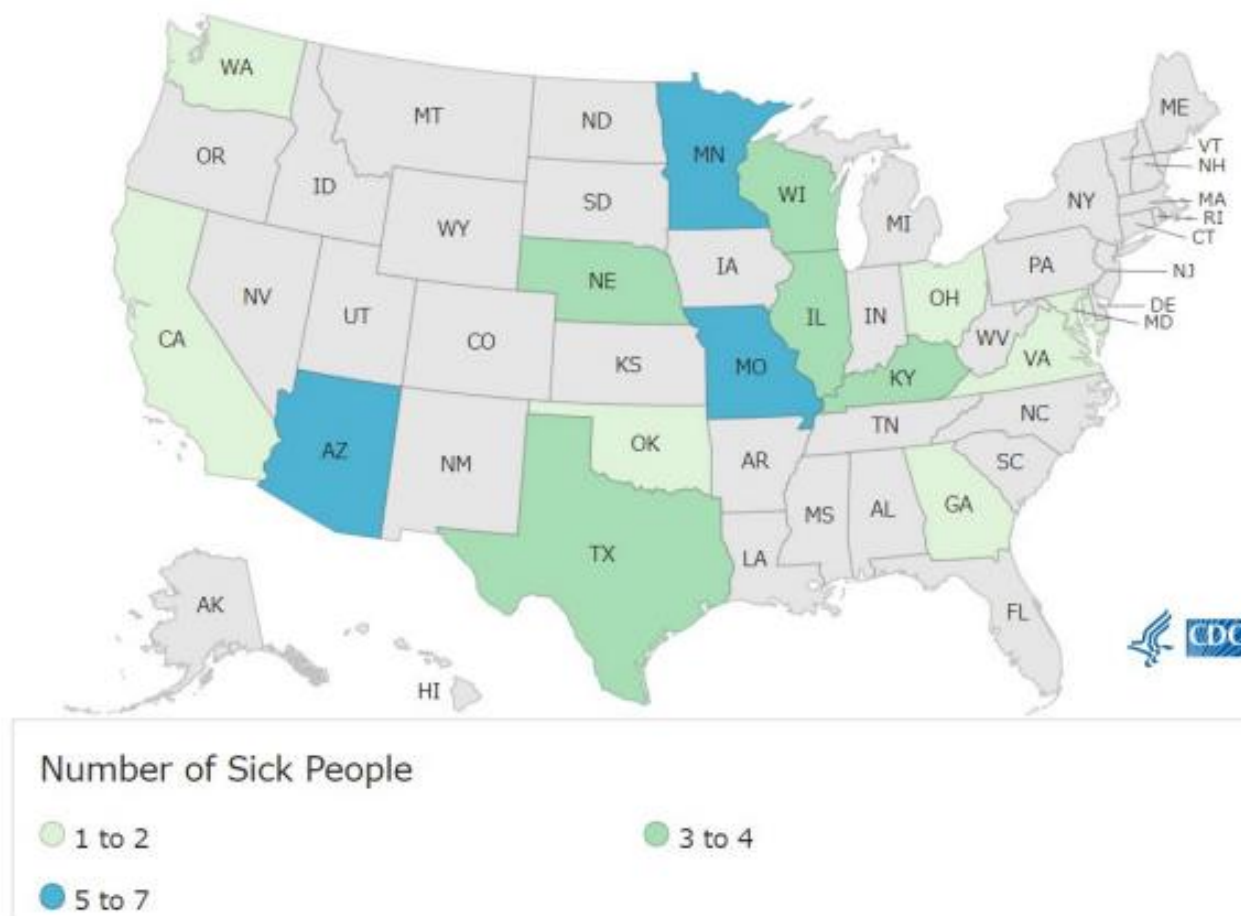 WA
MT
ND
MN
ME
VT
NH
OR
ID
SD
WI
NY
MA
RI
CT
WY
MI
IA
PA
NJ
NE
OH
DE
MD
NV
UT
CO
IL
IN
WV
VA
CA
KS
MO
KY
NC
TN
AZ
NM
OK
AR
SC
MS
AL
GA
TX
LA
FL
AK
HI
CDC
Number of Sick People
1 to 2
3 to 4
5 to 7